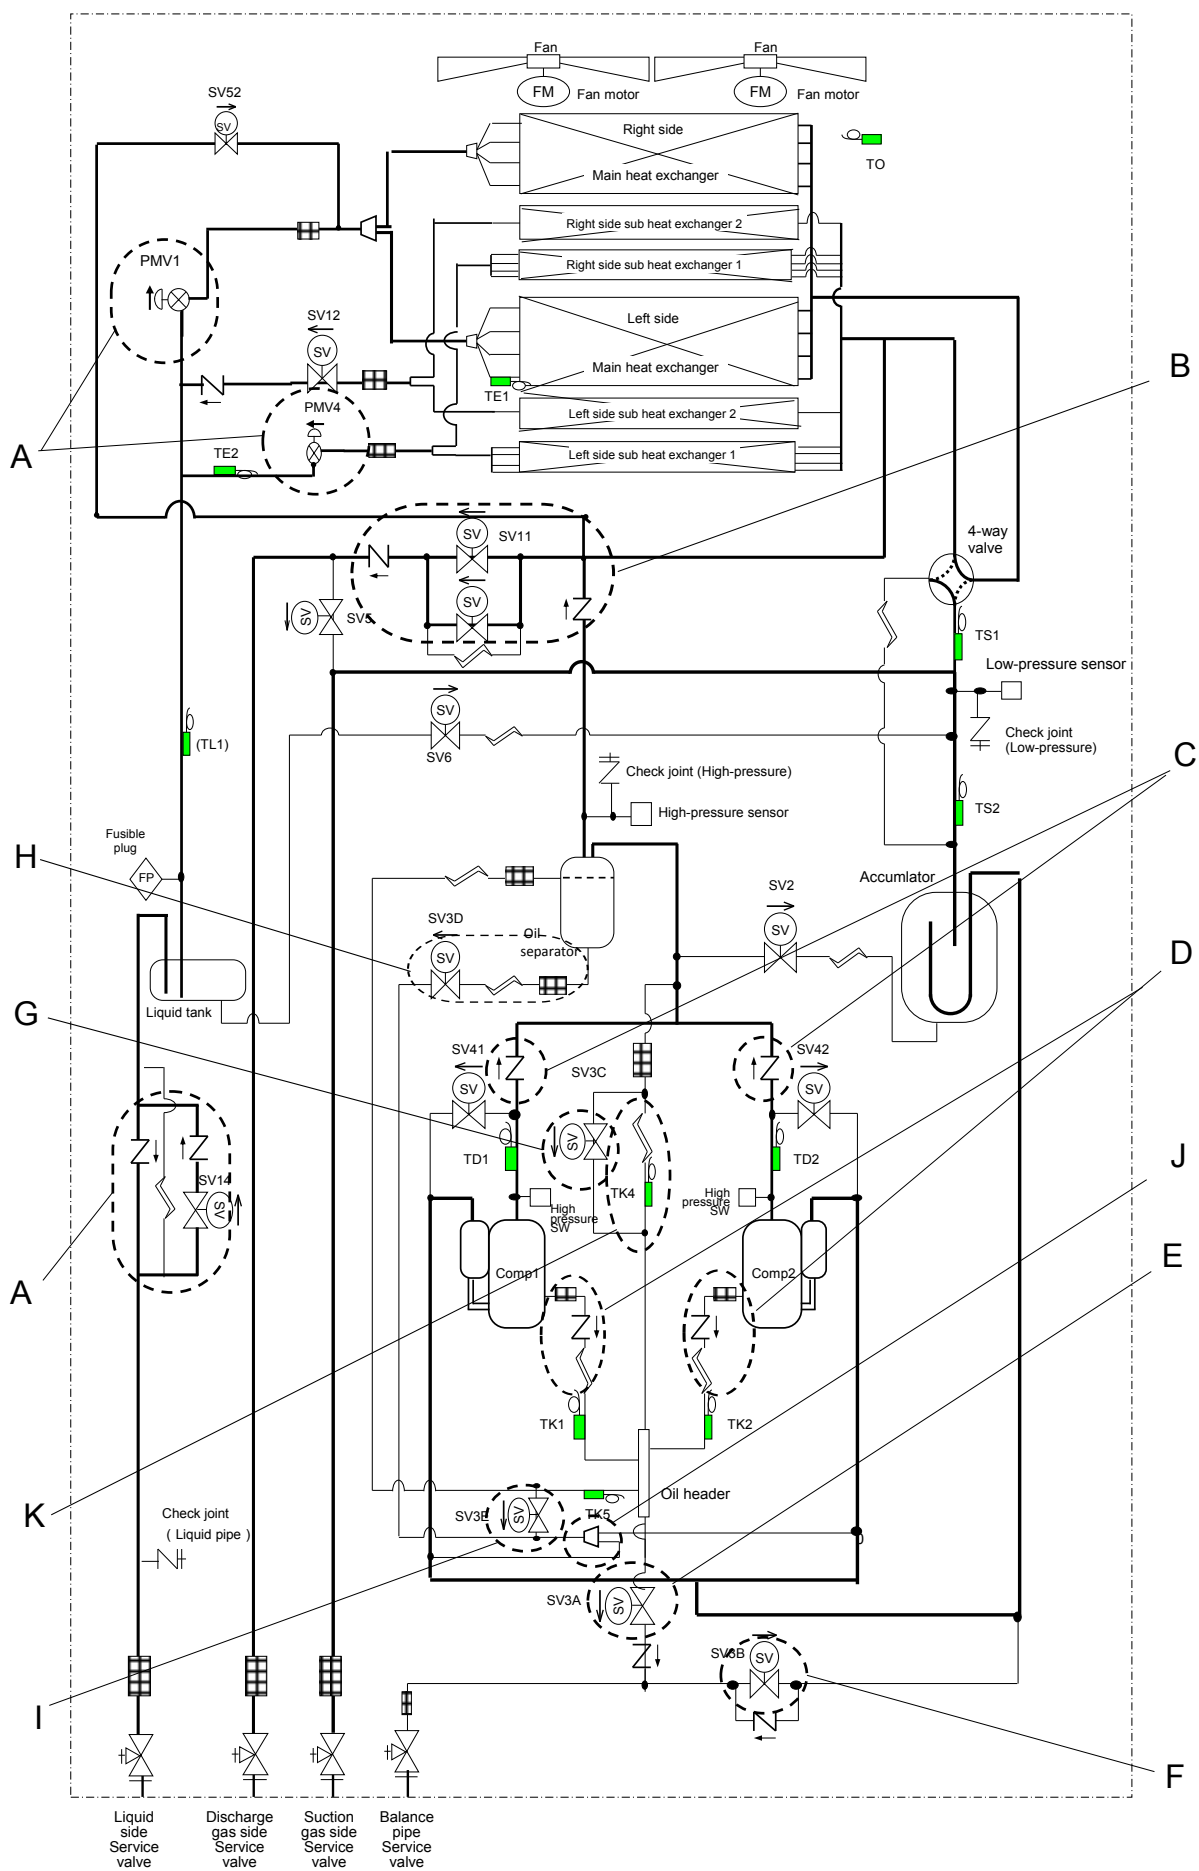 Fan
Fan
FM
Fan motor
FM
Fan motor
SV52
SV
Right side
Main heat exchanger
TO
Right side sub heat exchanger 2
PMV1
Right side sub heat exchanger 1
SV12
SV
Left side
Main heat exchanger
B
TE1
PMV4
Left side sub heat exchanger 2
A
TE2
Left side sub heat exchanger 1
SV
SV11
4-way
valve
SV
SV
SV5
TS1
Low-pressure sensor
SV
(TL1)
SV6
Check joint
(Low-pressure)
C
Check joint (High-pressure)
High-pressure sensor
TS2
Fusible
plug
H
FP
Accumlator
SV2
SV
SV3D
SV
Oil
separator
D
Liquid tank
G
SV41
SV3C
SV42
SV
SV
SV
TD1
TD2
J
SV14
SV
TK4
High
pressure
SW
High
pressure
SW
E
A
Comp1
Comp2
TK1
TK2
K
Oil header
SV3E
SV
TK5
Check joint
( Liquid pipe )
SV3A
SV
SV3B
SV
I
F
Liquid
side
Service
valve
Discharge
gas side
Service
valve
Suction
gas side
Service
valve
Balance
pipe
Service
valve